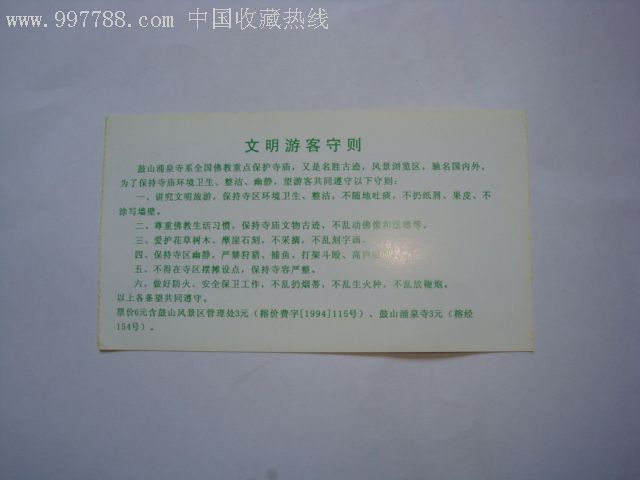 www.997788.com 中国收藏热线
文明游客守则
鼓山涌泉寺系全国佛教重点保护寺庙，又是名胜古迹，风景浏览区。驰名国内外，
为了保持寺庙环境卫生、整洁、幽静，望游客共同遵守以下守则：
一、讲究文明旅游，保持寺区环境卫生、整洁，不随地吐痰，不扔纸屑、果皮、不
涂写墙壁。
二、尊重佛教生活习惯，保持寺庙文物古迹，不乱动佛像和法器等。
三、爱护花草树木、摩崖石刻，不采摘，不乱刻字画。
四、保持寺区幽静，严禁狩猎、捕鱼、打架斗殴、高声
五、不得在寺区摆摊设点，保持寺容严整。
六、做好防火、安全保卫工作，不乱扔烟蒂，不乱生火种，不乱放鞭炮。
以上各条望共同遵守。
票价6元含鼓山风景区管理处3元（榕价费字[1994]115号）、鼓山涌泉寺3元（榕经
154号）。